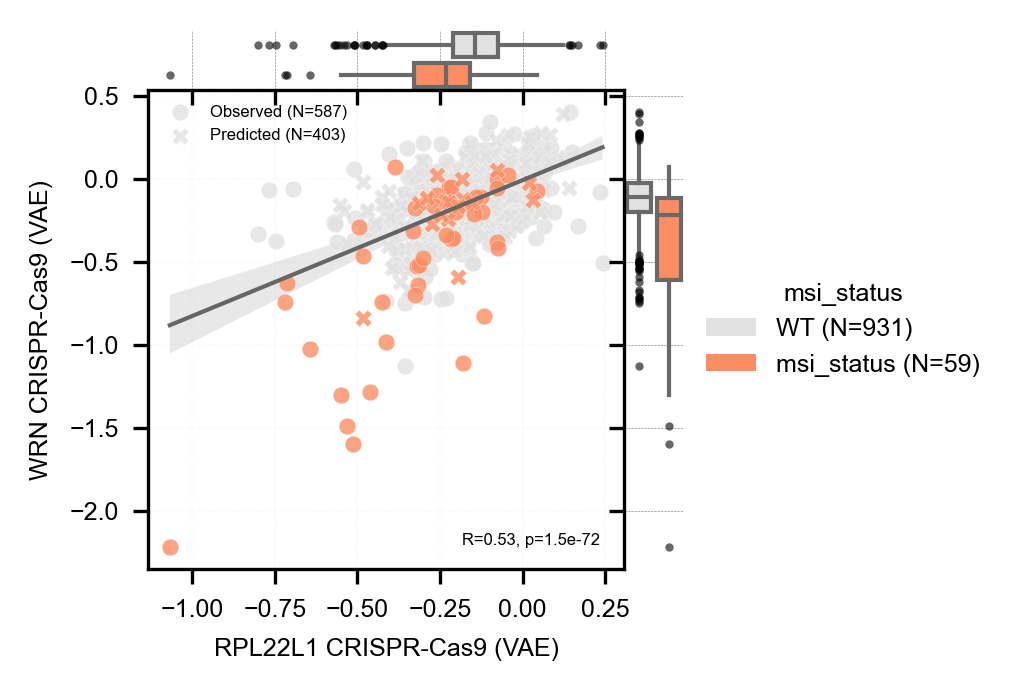 Observed (N=587)
Predicted (N=403)
0.5
0.0
−0.5
−1.0
−1.5
−2.0
WRN CRISPR-Cas9 (VAE)
R=0.53, p=1.5e-72
−1.00 −0.75 −0.50 −0.25 0.00 0.25
RPL22L1 CRISPR-Cas9 (VAE)
msi_status
WT (N=931)
msi_status (N=59)